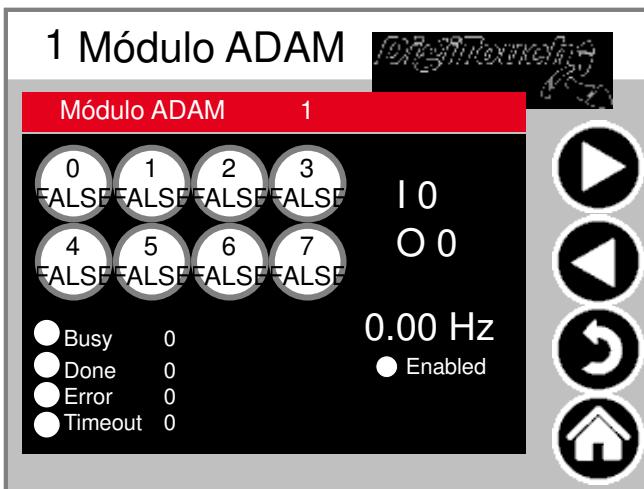 1 Módulo ADAM
DigiTouch
Módulo ADAM 1
0 1 2 3
FALSE FALSE FALSE FALSE
I 0
O 0
4 5 6 7
FALSE FALSE FALSE FALSE
0.00 Hz
Enabled
Busy 0
Done 0
Error 0
Timeout 0